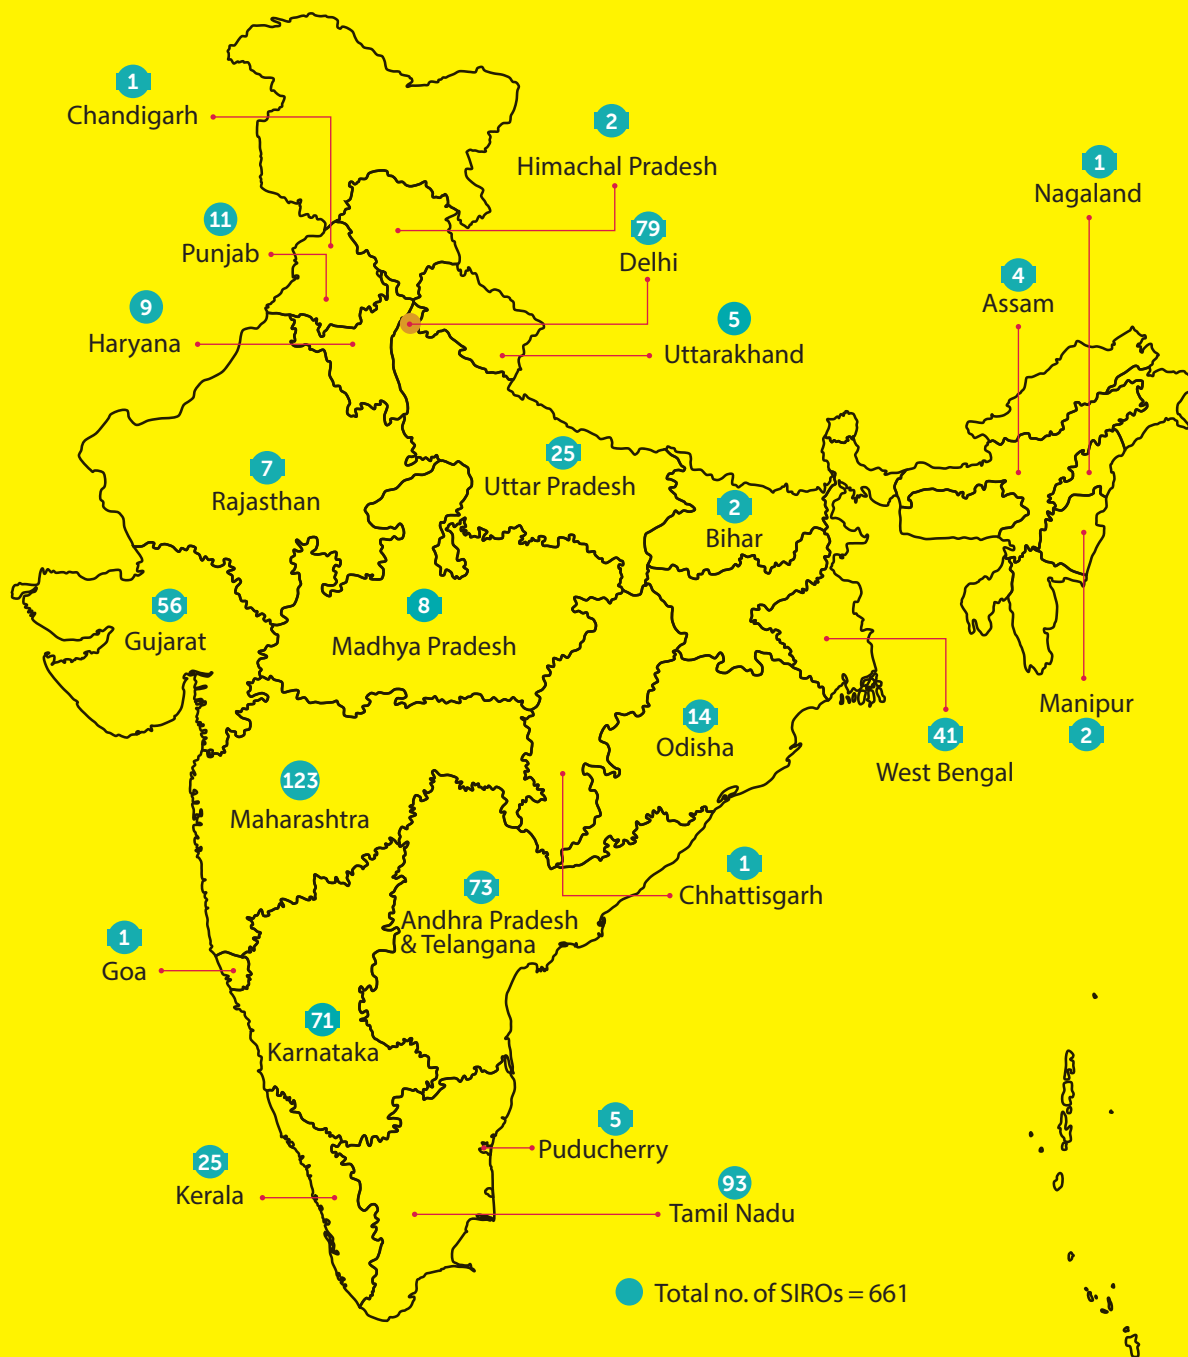 1
Chandigarh
2
Himachal Pradesh
1
Nagaland
11
Punjab
79
Delhi
4
Assam
9
Haryana
5
Uttarakhand
7
Rajasthan
25
Uttar Pradesh
2
Bihar
56
Gujarat
8
Madhya Pradesh
14
Odisha
Manipur
2
41
West Bengal
123
Maharashtra
1
Chhattisgarh
73
Andhra Pradesh
& Telangana
1
Goa
71
Karnataka
5
Puducherry
25
Kerala
93
Tamil Nadu
Total no. of SIROs = 661